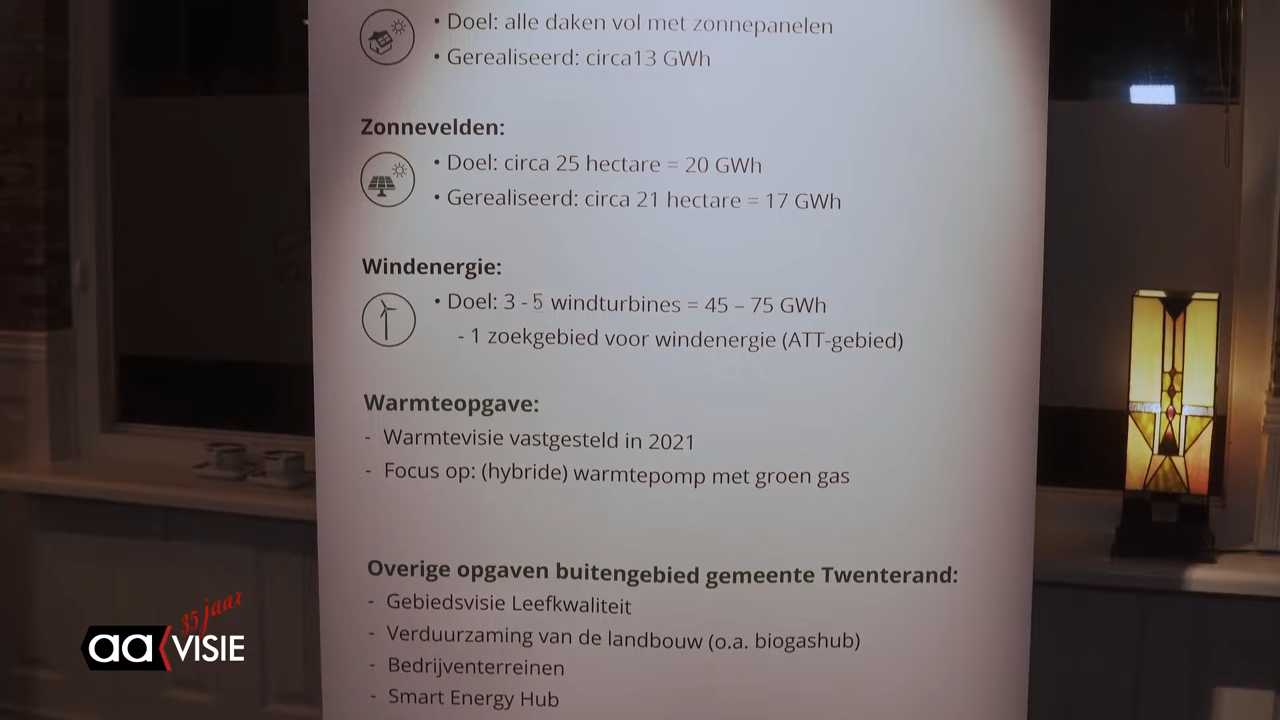 • Doel: alle daken vol met zonnepanelen
• Gerealiseerd: circa13 GWh
Zonnevelden:
• Doel: circa 25 hectare = 20 GWh
• Gerealiseerd: circa 21 hectare = 17 GWh
Windenergie:
• Doel: 3 - 5 windturbines = 45 – 75 GWh
- 1 zoekgebied voor windenergie (ATT-gebied)
Warmteopgave:
- Warmtevisie vastgesteld in 2021
- Focus op: (hybride) warmtepomp met groen gas
Overige opgaven buitengebied gemeente Twenterand:
- Gebiedsvisie Leefkwaliteit
- Verduurzaming van de landbouw (o.a. biogashub)
- Bedrijventerreinen
- Smart Energy Hub
35 jaar
aa VISIE